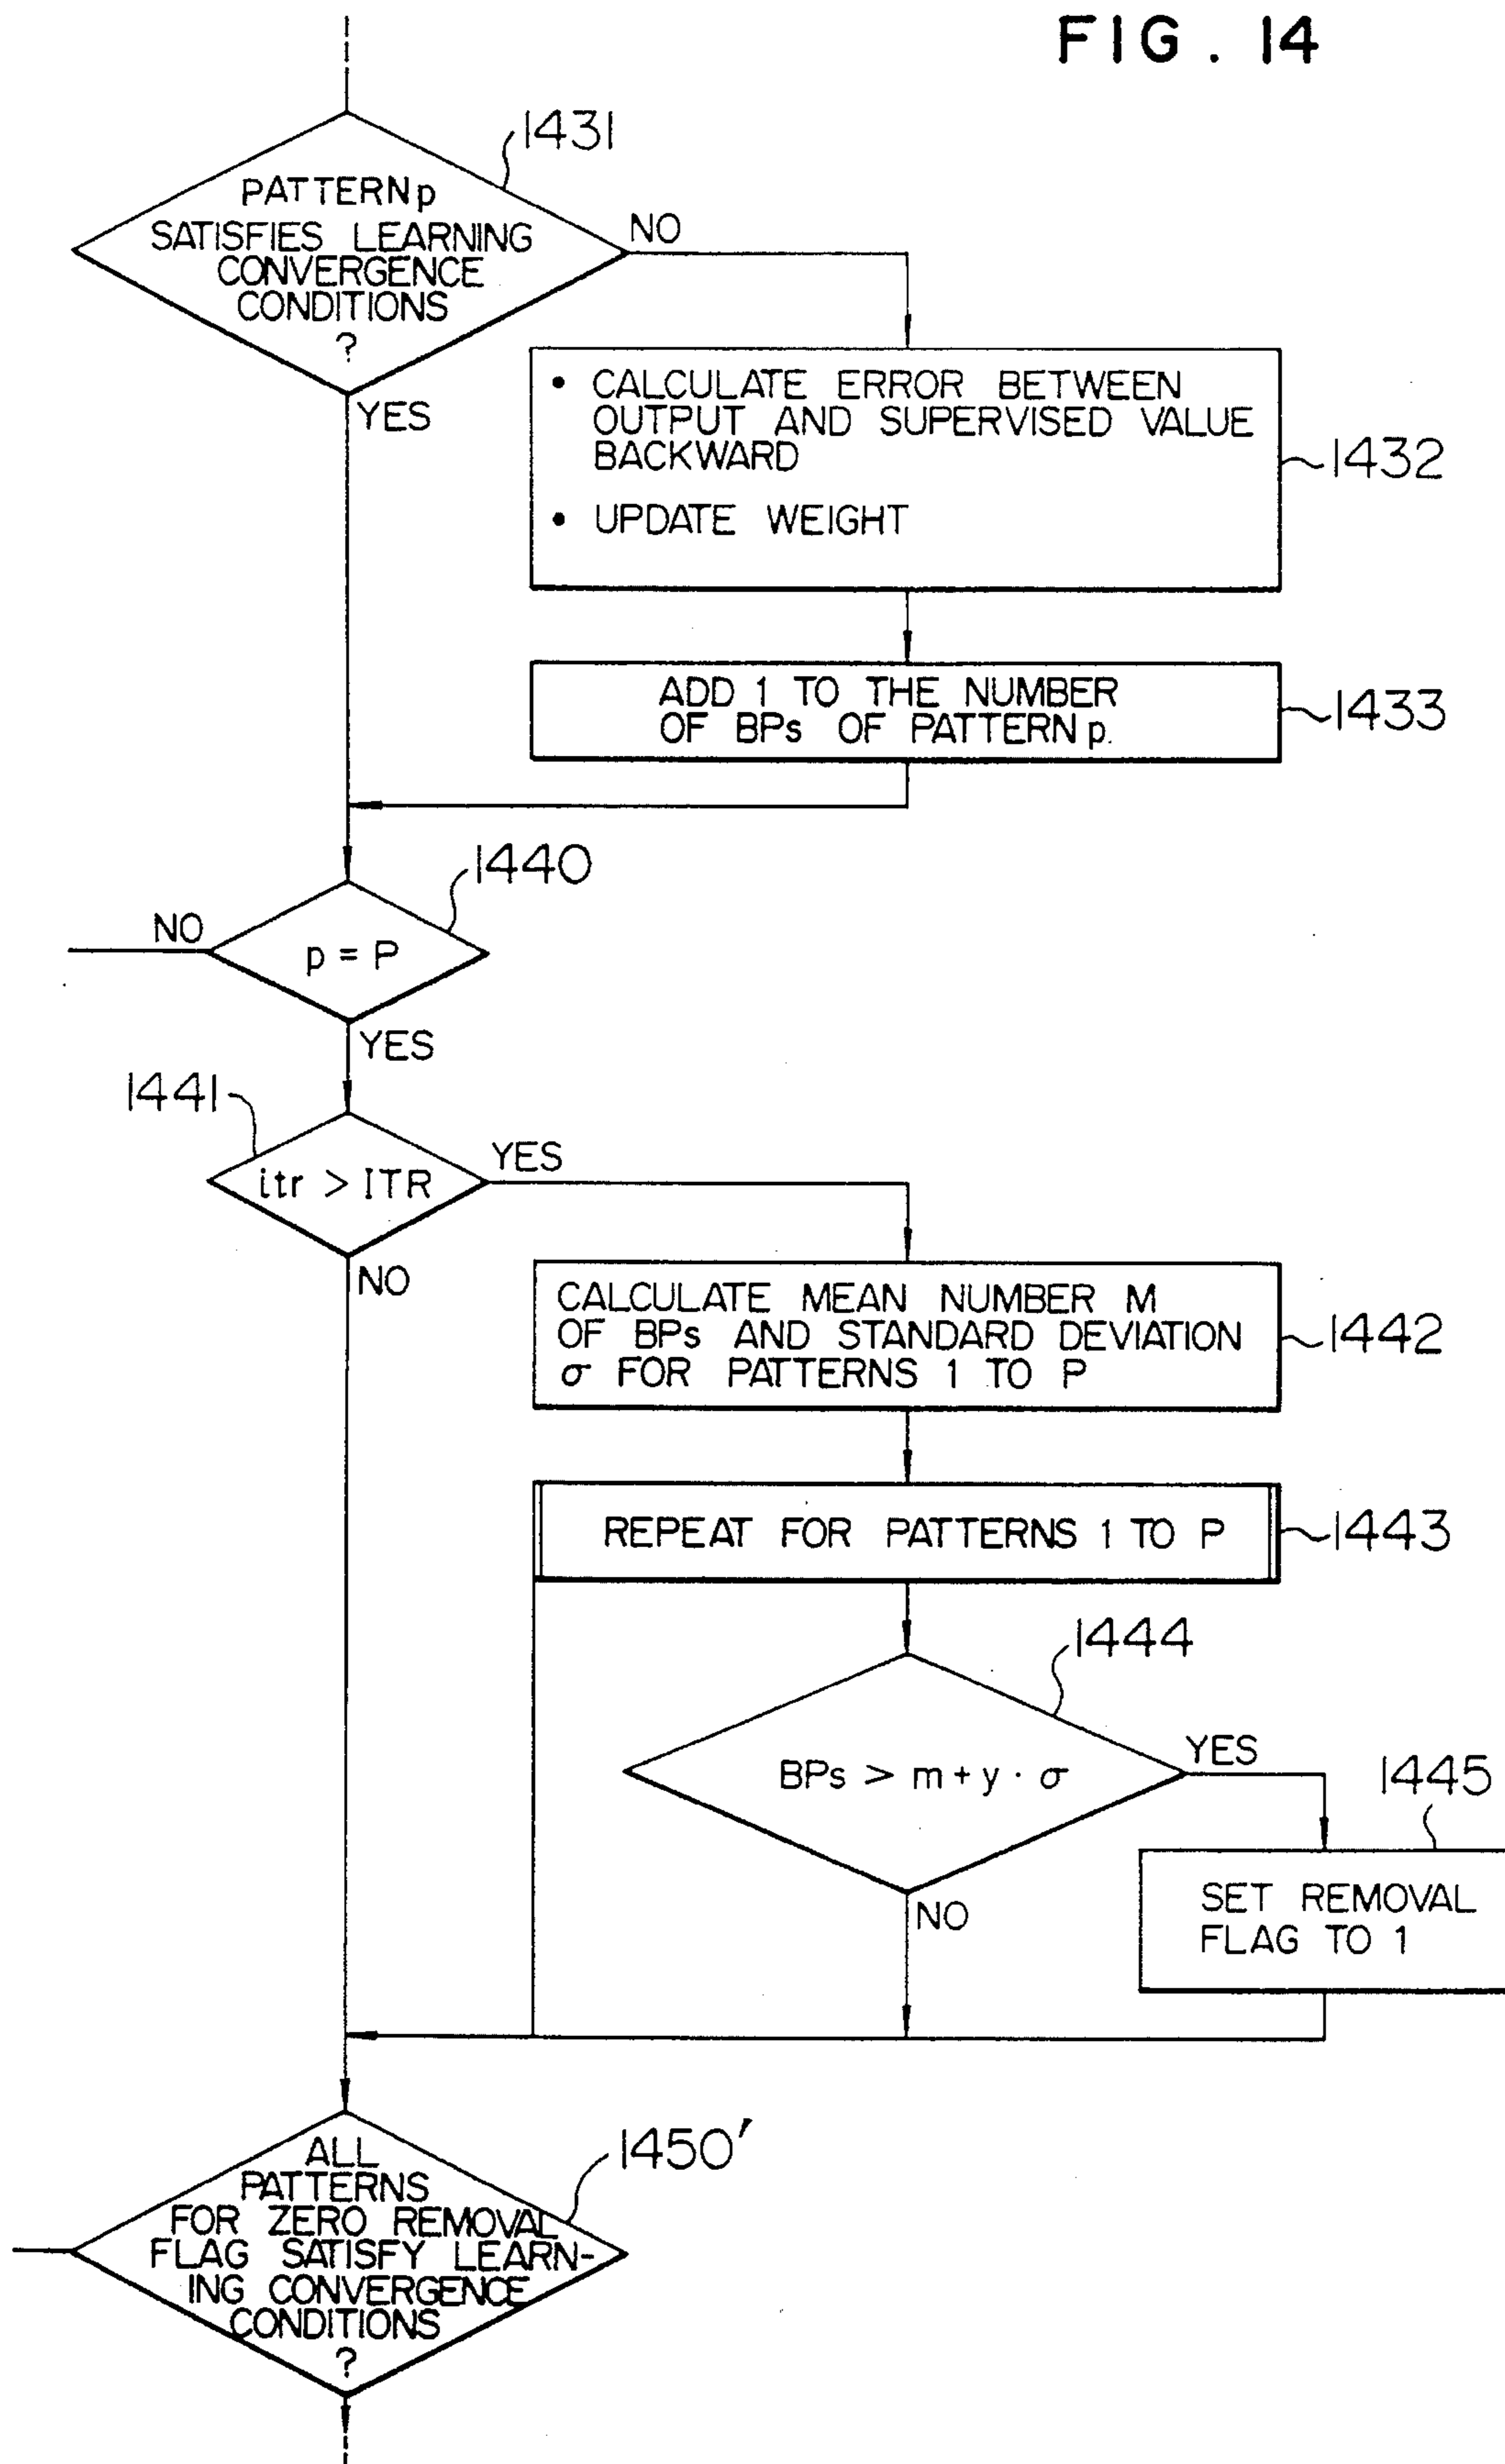 FIG. 14
1431
PATTERN p
SATISFIES LEARNING
CONVERGENCE
CONDITIONS
?
NO
YES
• CALCULATE ERROR BETWEEN
OUTPUT AND SUPERVISED VALUE
BACKWARD
• UPDATE WEIGHT
1432
ADD 1 TO THE NUMBER
OF BPs OF PATTERN p.
1433
1440
NO
p = P
YES
1441
itr > ITR
YES
NO
CALCULATE MEAN NUMBER M
OF BPs AND STANDARD DEVIATION
σ FOR PATTERNS 1 TO P
1442
REPEAT FOR PATTERNS 1 TO P
1443
1444
BPs > m + y · σ
YES
NO
1445
SET REMOVAL
FLAG TO 1
1450'
ALL
PATTERNS
FOR ZERO REMOVAL
FLAG SATISFY LEARN-
ING CONVERGENCE
CONDITIONS
?